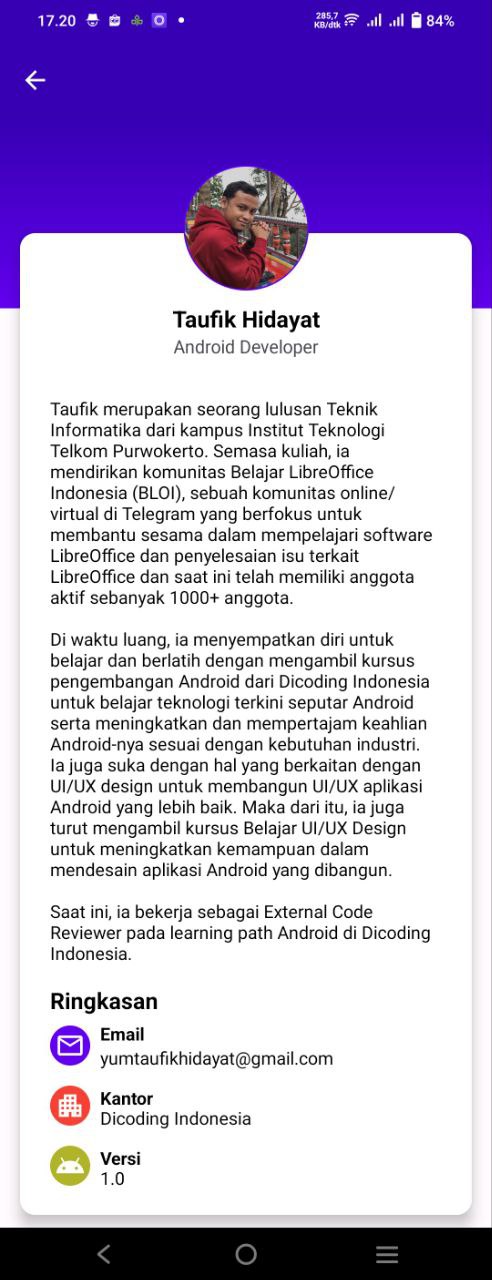 17.20
285,7
KB/dtk
84%
Taufik Hidayat
Android Developer
Taufik merupakan seorang lulusan Teknik
Informatika dari kampus Institut Teknologi
Telkom Purwokerto. Semasa kuliah, ia
mendirikan komunitas Belajar LibreOffice
Indonesia (BLOI), sebuah komunitas online/
virtual di Telegram yang berfokus untuk
membantu sesama dalam mempelajari software
LibreOffice dan penyelesaian isu terkait
LibreOffice dan saat ini telah memiliki anggota
aktif sebanyak 1000+ anggota.
Di waktu luang, ia menyempatkan diri untuk
belajar dan berlatih dengan mengambil kursus
pengembangan Android dari Dicoding Indonesia
untuk belajar teknologi terkini seputar Android
serta meningkatkan dan mempertajam keahlian
Android-nya sesuai dengan kebutuhan industri.
Ia juga suka dengan hal yang berkaitan dengan
UI/UX design untuk membangun UI/UX aplikasi
Android yang lebih baik. Maka dari itu, ia juga
turut mengambil kursus Belajar UI/UX Design
untuk meningkatkan kemampuan dalam
mendesain aplikasi Android yang dibangun.
Saat ini, ia bekerja sebagai External Code
Reviewer pada learning path Android di Dicoding
Indonesia.
Ringkasan
Email
yumtaufikhidayat@gmail.com
Kantor
Dicoding Indonesia
Versi
1.0